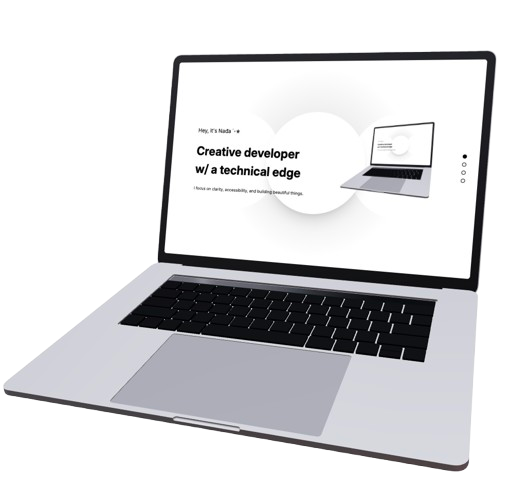 Hey, it's Nada
Creative developer
w/ a technical edge
I focus on clarity, accessibility, and building beautiful things.